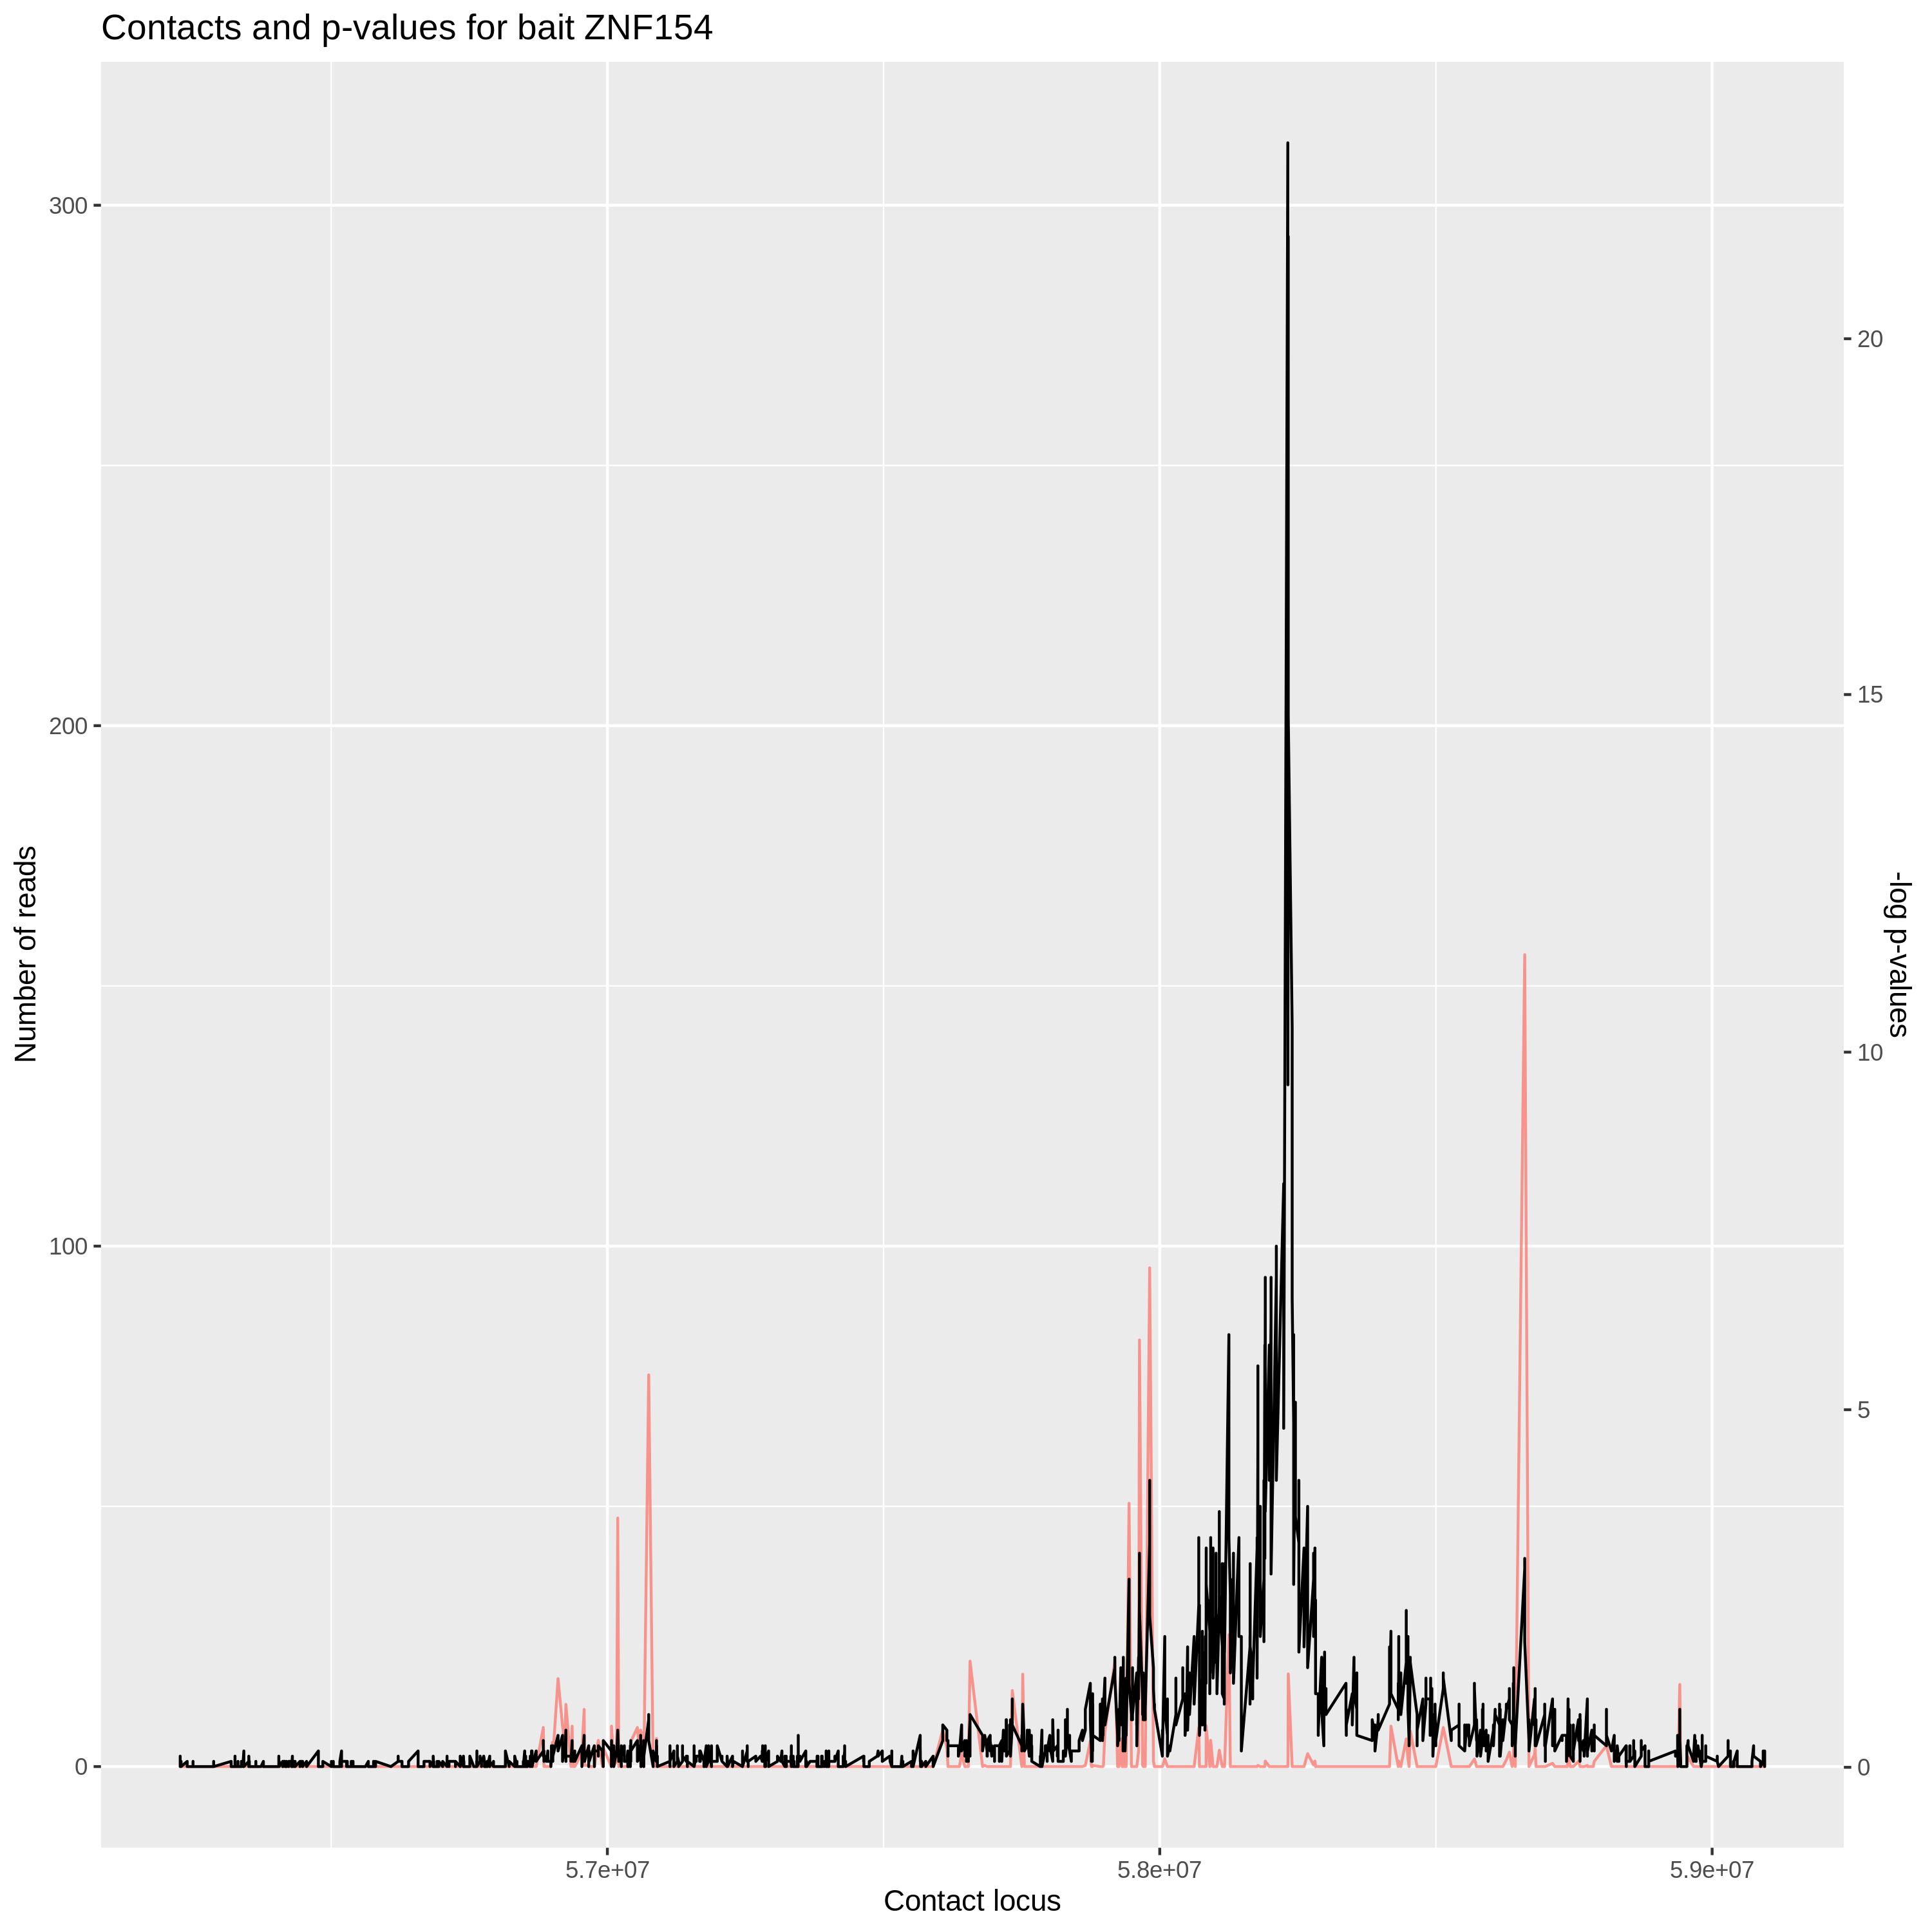 Contacts and p-values for bait ZNF154
300
200
100
0
Number of reads
20
15
10
5
0
-log p-values
5.7e+07
5.8e+07
5.9e+07
Contact locus